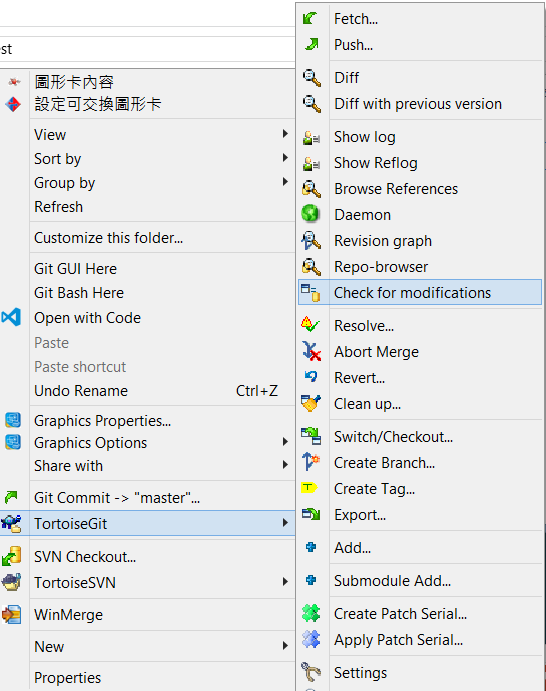 est
圖形卡內容
設定可交換圖形卡
View
Sort by
Group by
Refresh
Customize this folder...
Git GUI Here
Git Bash Here
Open with Code
Paste
Paste shortcut
Undo Rename Ctrl+Z
Graphics Properties...
Graphics Options
Share with
Git Commit -> "master"...
TortoiseGit
SVN Checkout...
TortoiseSVN
WinMerge
New
Properties
Fetch...
Push...
Diff
Diff with previous version
Show log
Show Reflog
Browse References
Daemon
Revision graph
Repo-browser
Check for modifications
Resolve...
Abort Merge
Revert...
Clean up...
Switch/Checkout...
Create Branch...
Create Tag...
Export...
Add...
Submodule Add...
Create Patch Serial...
Apply Patch Serial...
Settings